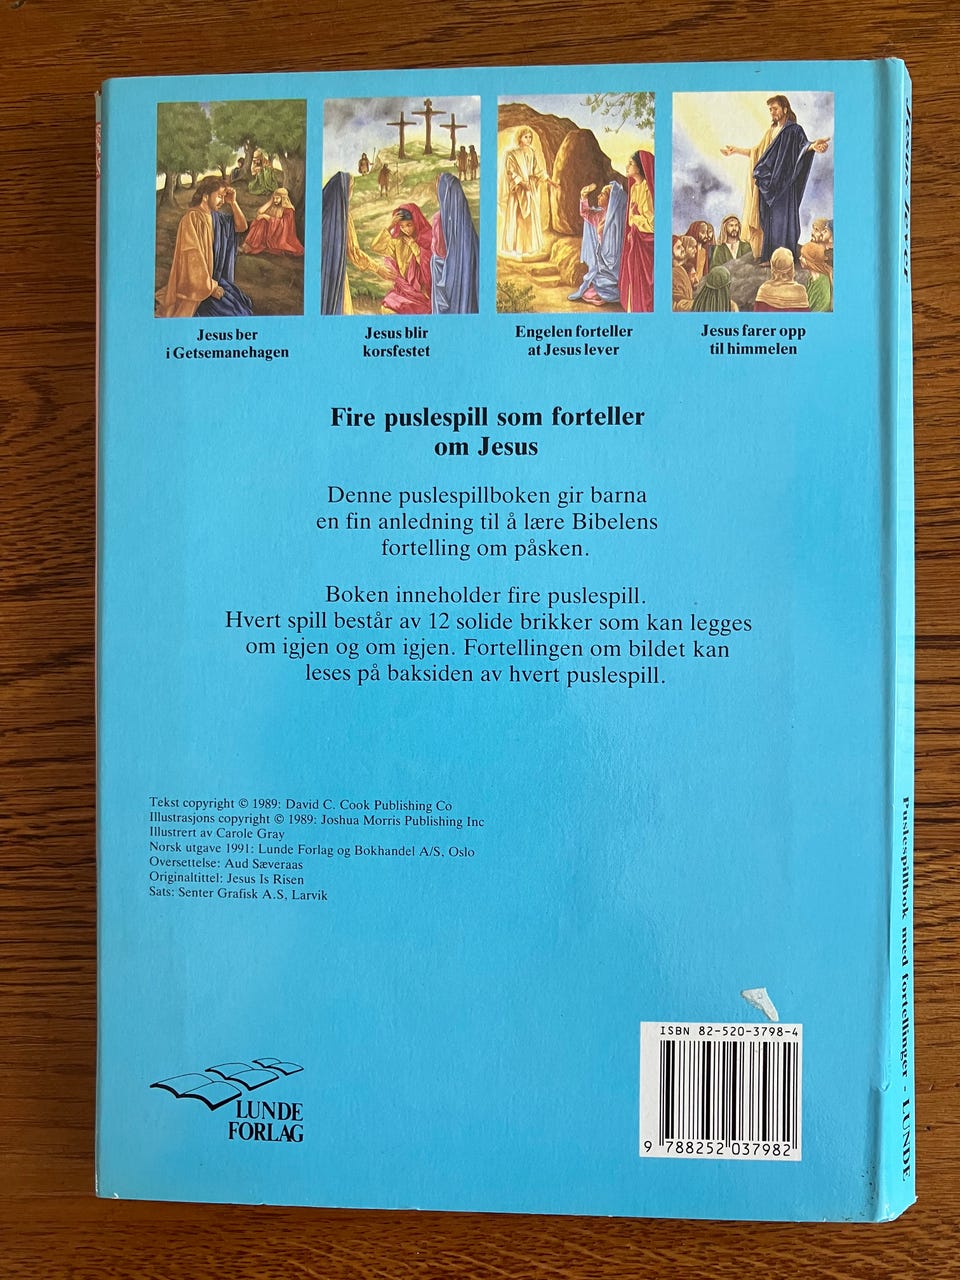 Jesus ber
i Getsemanehagen
Jesus blir
korsfestet
Engelen forteller
at Jesus lever
Jesus farer opp
til himmelen
Fire puslespill som forteller
om Jesus
Denne puslespillboken gir barna
en fin anledning til å lære Bibelens
fortelling om påsken.
Boken inneholder fire puslespill.
Hvert spill består av 12 solide brikker som kan legges
om igjen og om igjen. Fortellingen om bildet kan
leses på baksiden av hvert puslespill.
Tekst copyright © 1989: David C. Cook Publishing Co
Illustrasjons copyright © 1989: Joshua Morris Publishing Inc
Illustrert av Carole Gray
Norsk utgave 1991: Lunde Forlag og Bokhandel A/S, Oslo
Oversettelse: Aud Sæveraas
Originaltittel: Jesus Is Risen
Sats: Senter Grafisk A.S, Larvik
LUNDE
FORLAG
ISBN 82-520-3798-4
9 788252 037982
Jesus lever
Puslespillbok med fortellinger - LUNDE